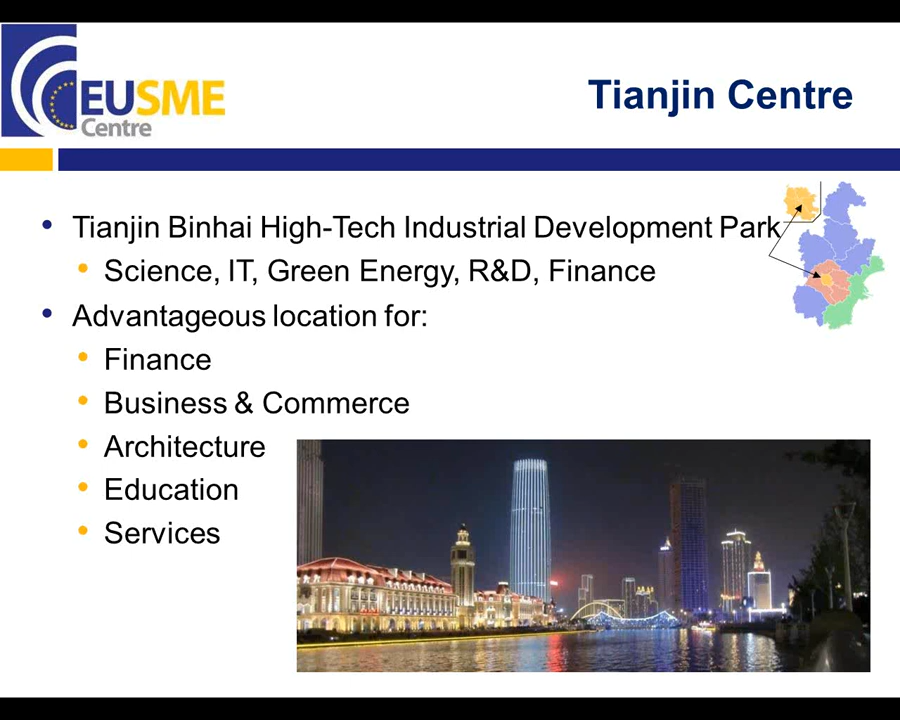 EUSME
Centre
Tianjin Centre
• Tianjin Binhai High-Tech Industrial Development Park
• Science, IT, Green Energy, R&D, Finance
• Advantageous location for:
• Finance
• Business & Commerce
• Architecture
• Education
• Services